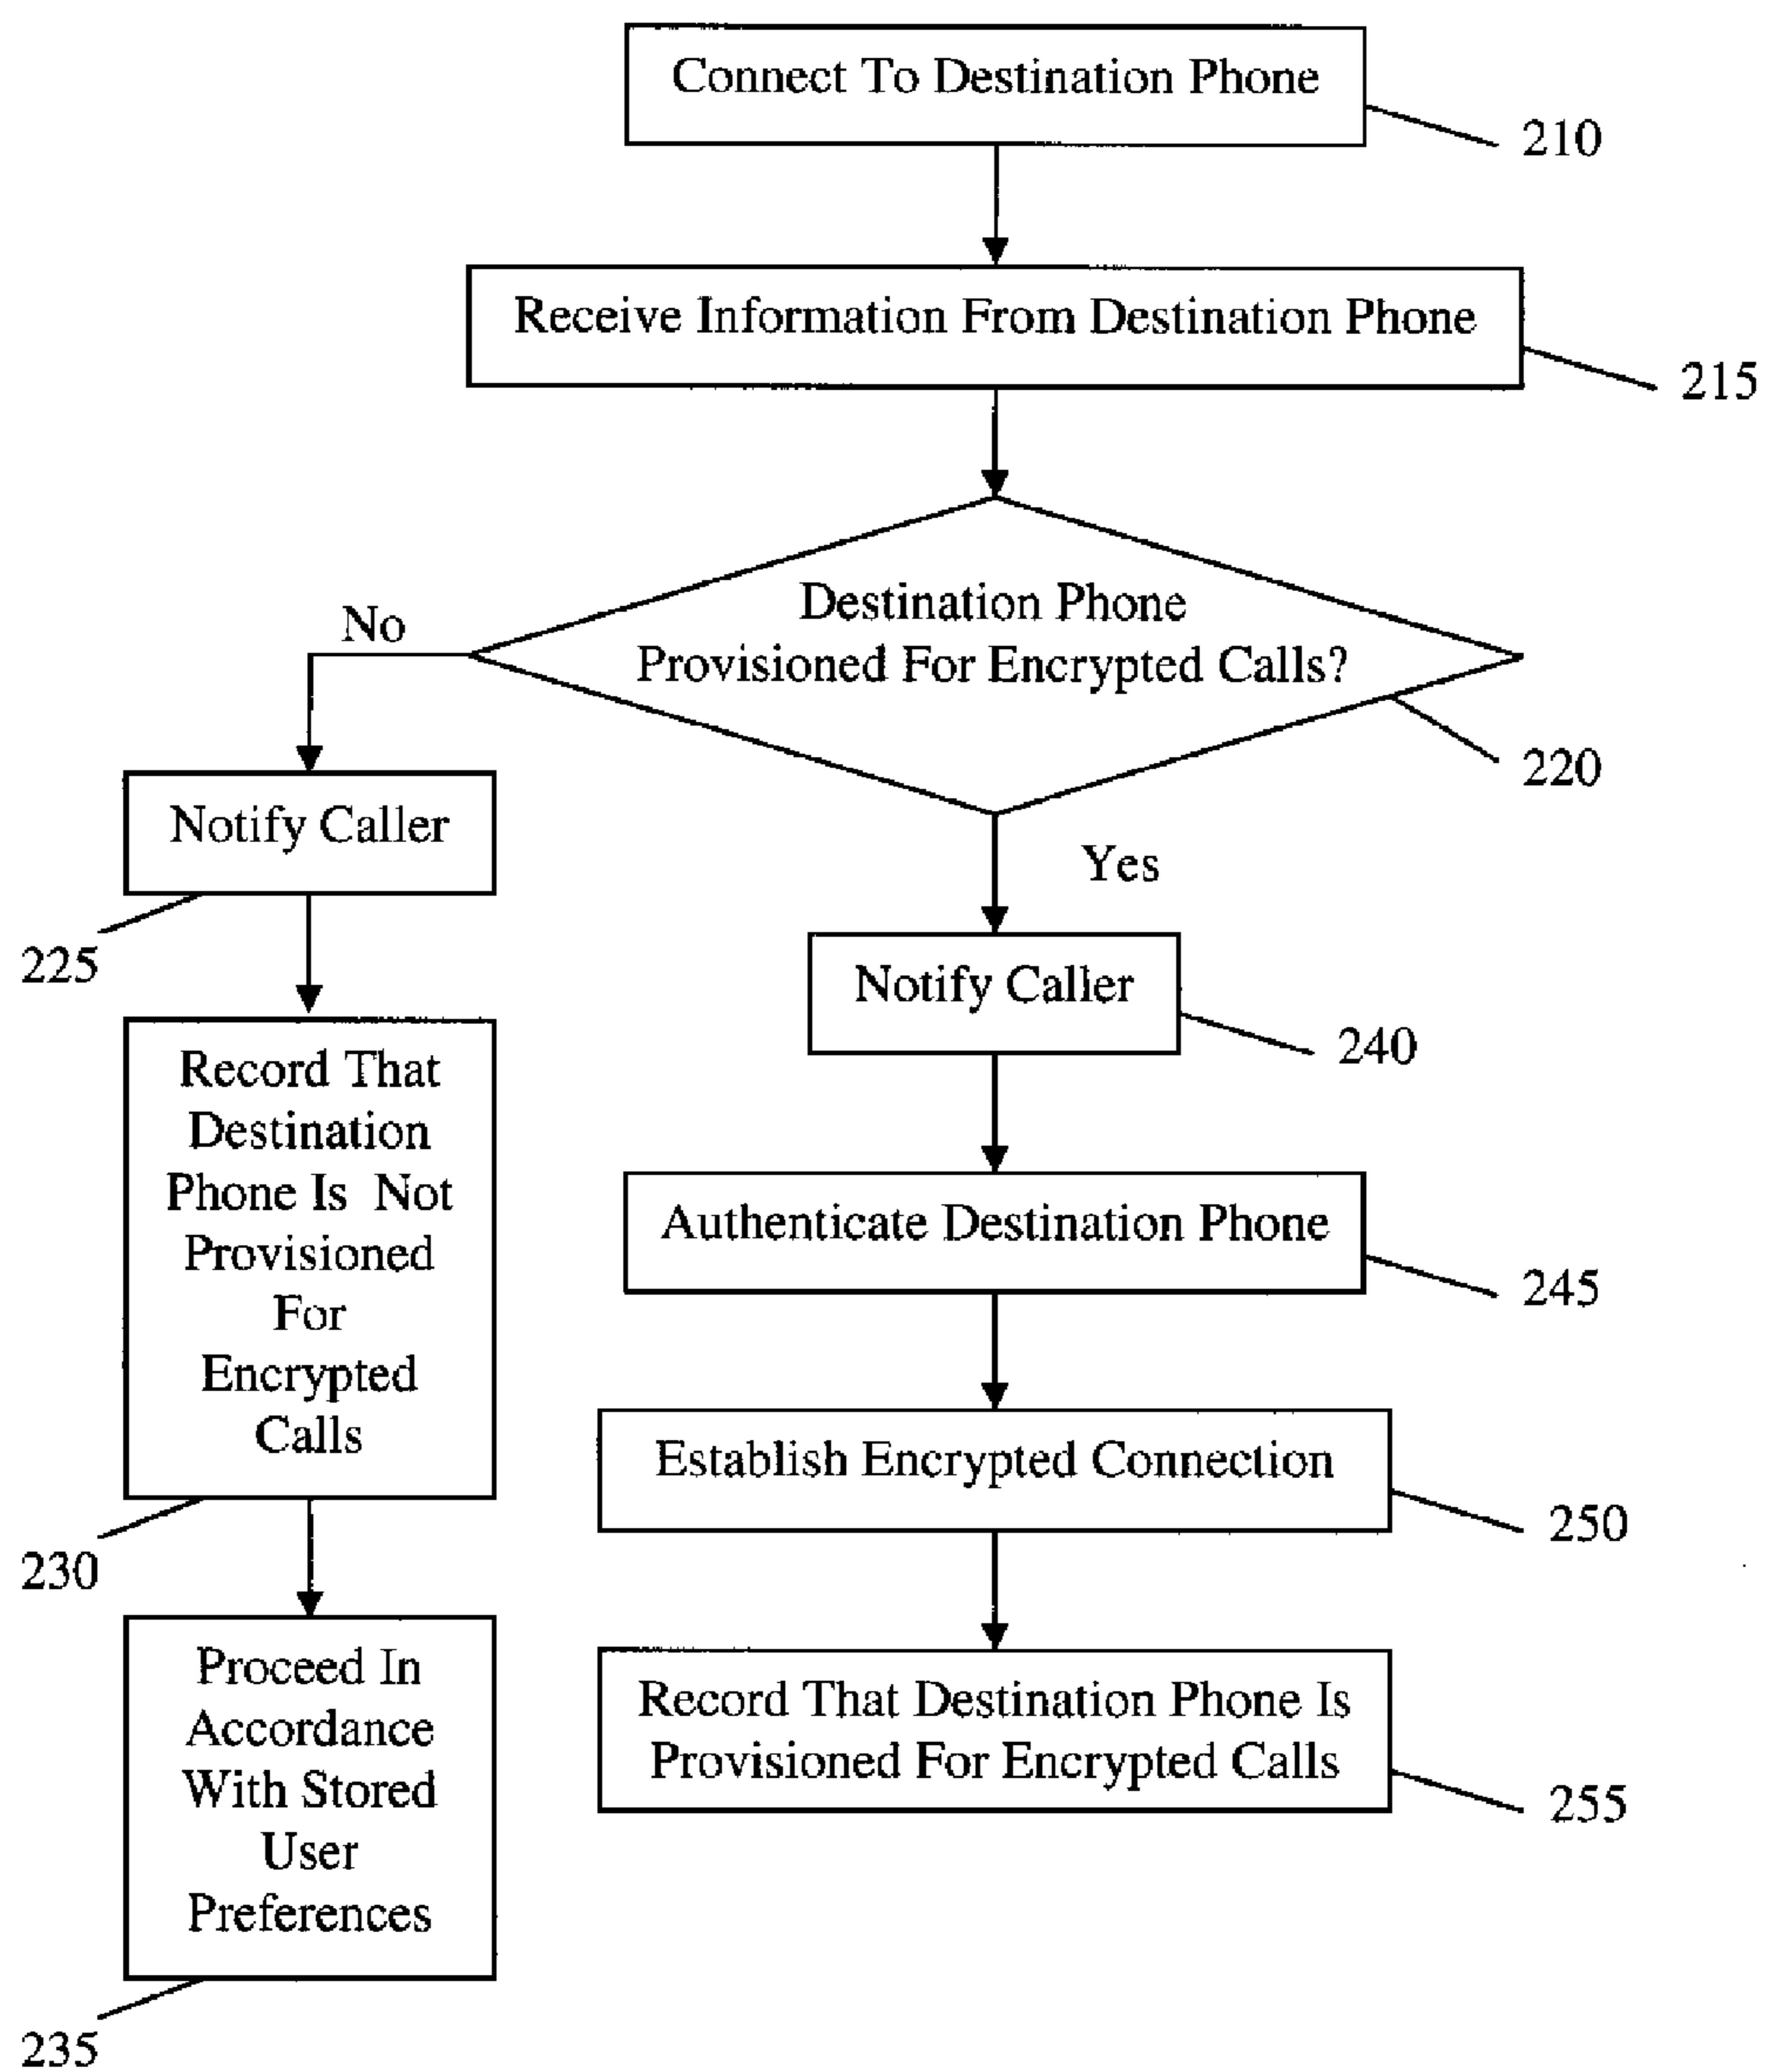 Connect To Destination Phone
210
Receive Information From Destination Phone
215
Destination Phone
Provisioned For Encrypted Calls?
220
No
Notify Caller
225
Record That
Destination
Phone Is Not
Provisioned
For
Encrypted
Calls
230
Proceed In
Accordance
With Stored
User
Preferences
235
Yes
Notify Caller
240
Authenticate Destination Phone
245
Establish Encrypted Connection
250
Record That Destination Phone Is
Provisioned For Encrypted Calls
255